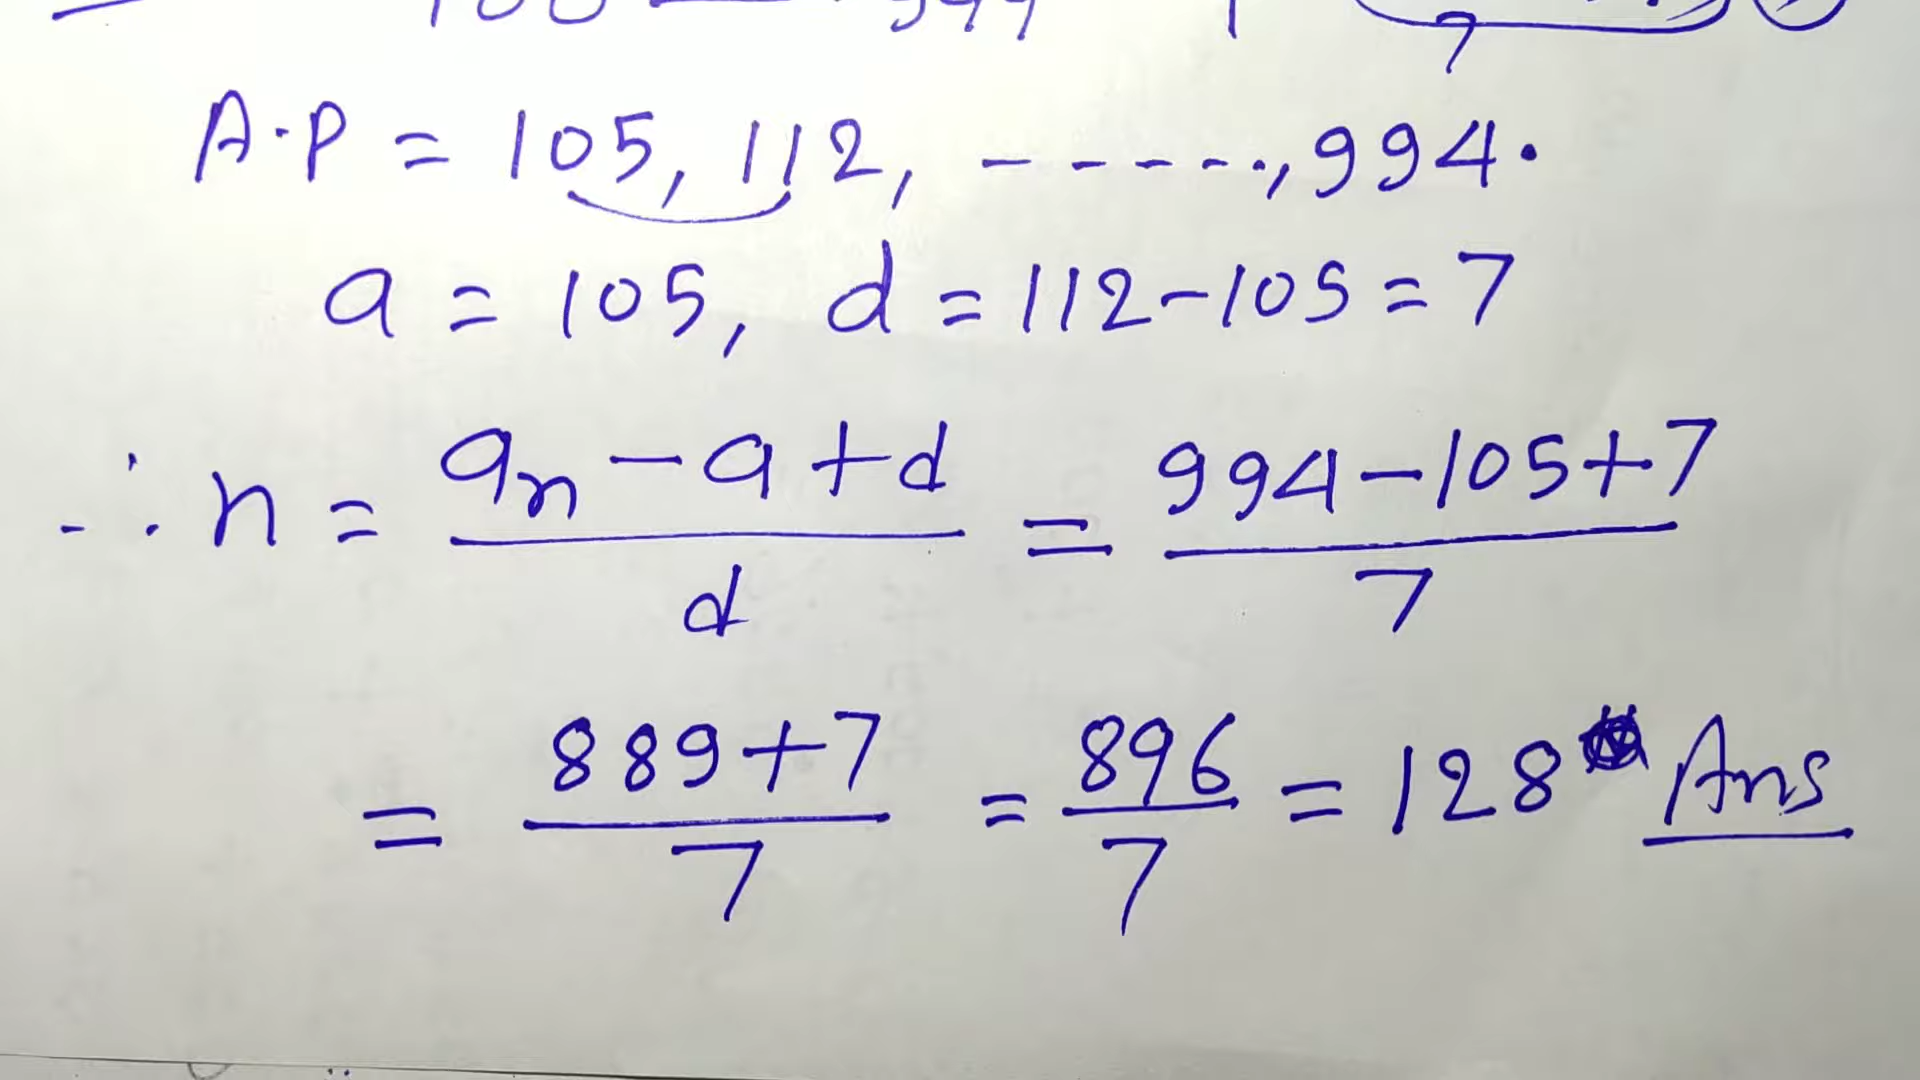 A.P = 105, 112, ------, 994.
a = 105, d = 112-105 = 7
∴ n = (an - a + d)/d = (994-105+7)/7
= (889+7)/7 = 896/7 = 128 Ans